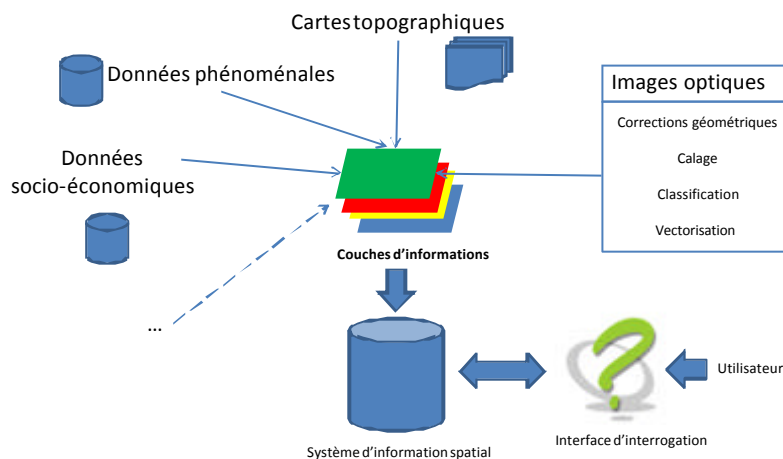 Cartes topographiques
Données phénoménales
Images optiques
Corrections géométriques
Calage
Classification
Vectorisation
Données
socio-économiques
Couches d'informations
...
Utilisateur
Système d'information spatial
Interface d'interrogation